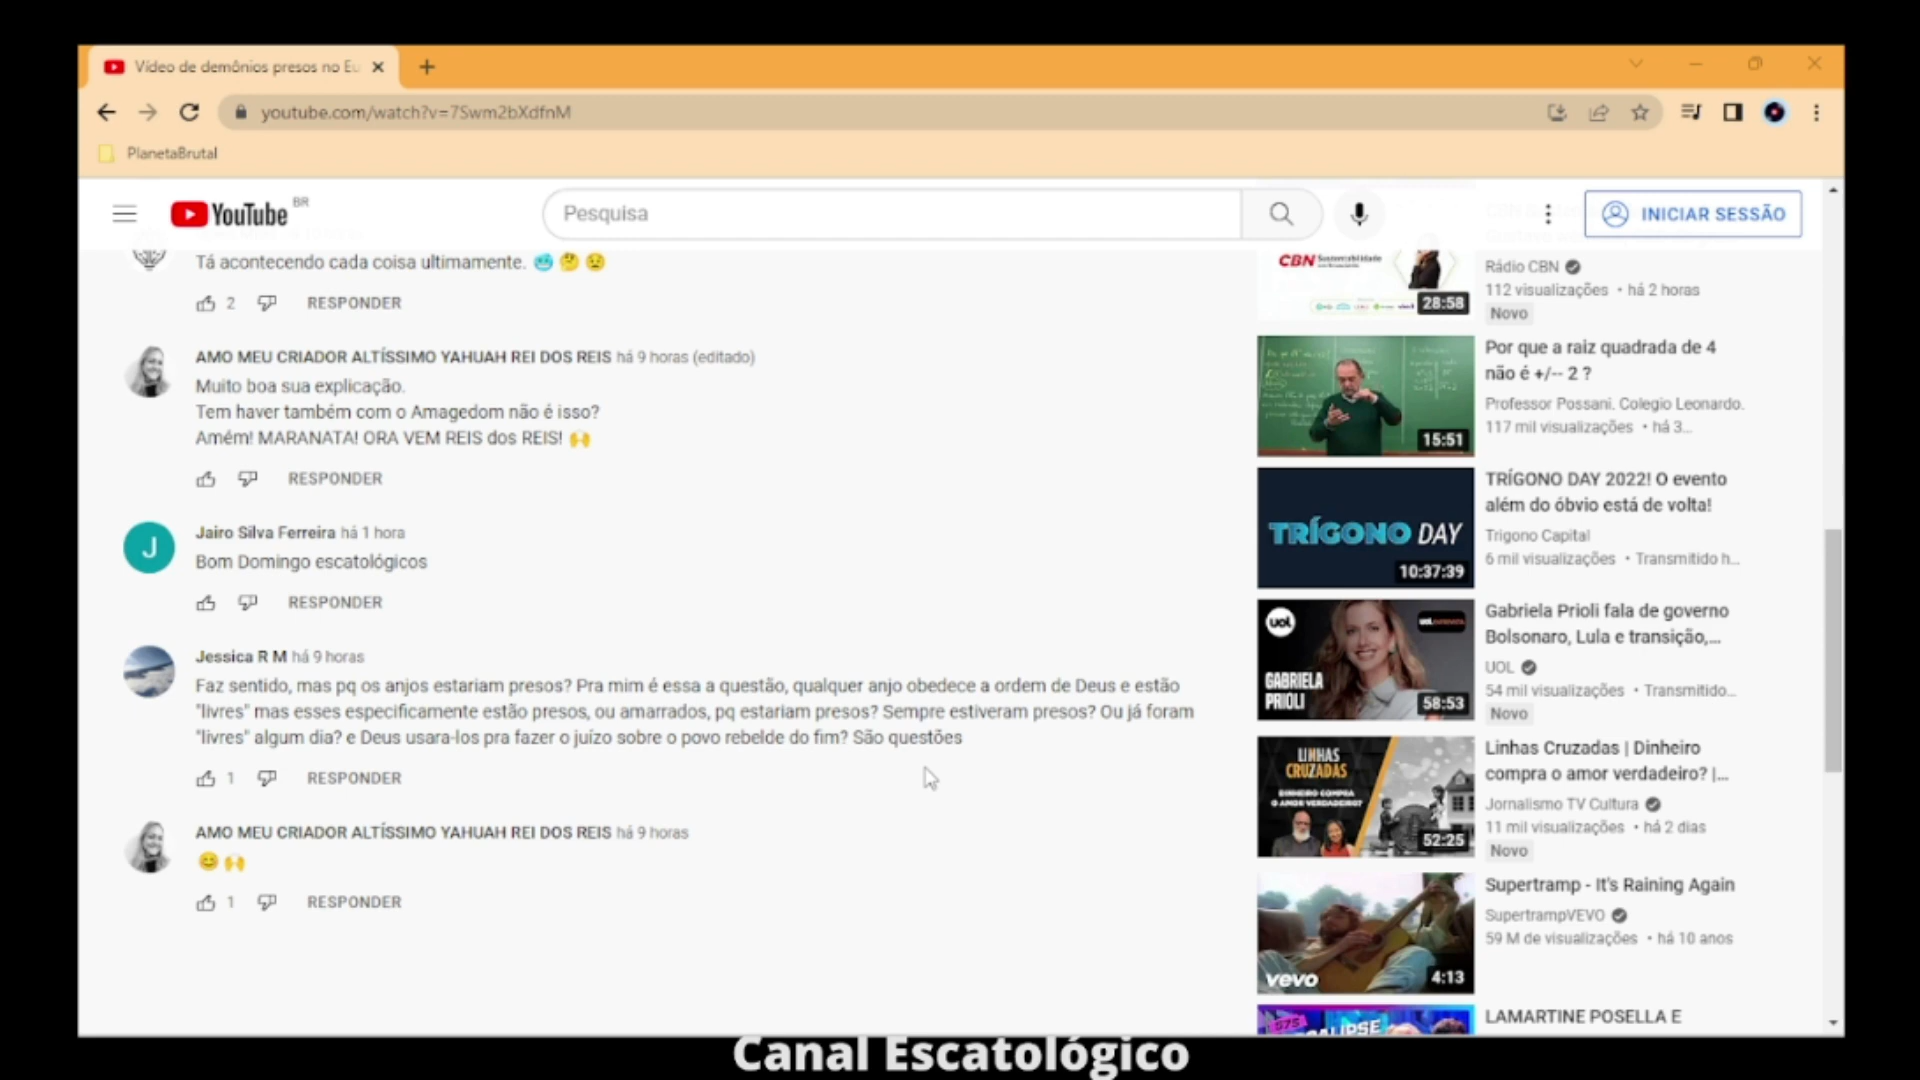 Vídeo de demônios presos no Eu
youtube.com/watch?v=7Swm2bXdfnM
PlanetaBrutal
YouTube BR
Pesquisa
INICIAR SESSÃO
Tá acontecendo cada coisa ultimamente.
2 RESPONDER
AMO MEU CRIADOR ALTÍSSIMO YAHUAH REI DOS REIS há 9 horas (editado)
Muito boa sua explicação.
Tem haver também com o Amagedom não é isso?
Amém! MARANATA! ORA VEM REIS dos REIS!
RESPONDER
J
Jairo Silva Ferreira há 1 hora
Bom Domingo escatológicos
RESPONDER
Jessica R M há 9 horas
Faz sentido, mas pq os anjos estariam presos? Pra mim é essa a questão, qualquer anjo obedece a ordem de Deus e estão
"livres" mas esses especificamente estão presos, ou amarrados, pq estariam presos? Sempre estiveram presos? Ou já foram
"livres" algum dia? e Deus usara-los pra fazer o juízo sobre o povo rebelde do fim? São questões
1 RESPONDER
AMO MEU CRIADOR ALTÍSSIMO YAHUAH REI DOS REIS há 9 horas
1 RESPONDER
CBN Sustentabilidade
28:58
Rádio CBN
112 visualizações • há 2 horas
Novo
15:51
Por que a raiz quadrada de 4
não é +/-- 2 ?
Professor Possani. Colegio Leonardo.
117 mil visualizações • há 3...
TRÍGONO DAY
10:37:39
TRÍGONO DAY 2022! O evento
além do óbvio está de volta!
Trigono Capital
6 mil visualizações • Transmitido h...
UOL
GABRIELA
PRIOLI
58:53
Gabriela Prioli fala de governo
Bolsonaro, Lula e transição,...
UOL
54 mil visualizações • Transmitido...
Novo
LINHAS
CRUZADAS
DINHEIRO COMPRA
O AMOR VERDADEIRO?
52:25
Linhas Cruzadas | Dinheiro
compra o amor verdadeiro? |...
Jornalismo TV Cultura
11 mil visualizações • há 2 dias
Novo
vevo
4:13
Supertramp - It's Raining Again
SupertrampVEVO
59 M de visualizações • há 10 anos
LAMARTINE POSELLA E
Canal Escatológico